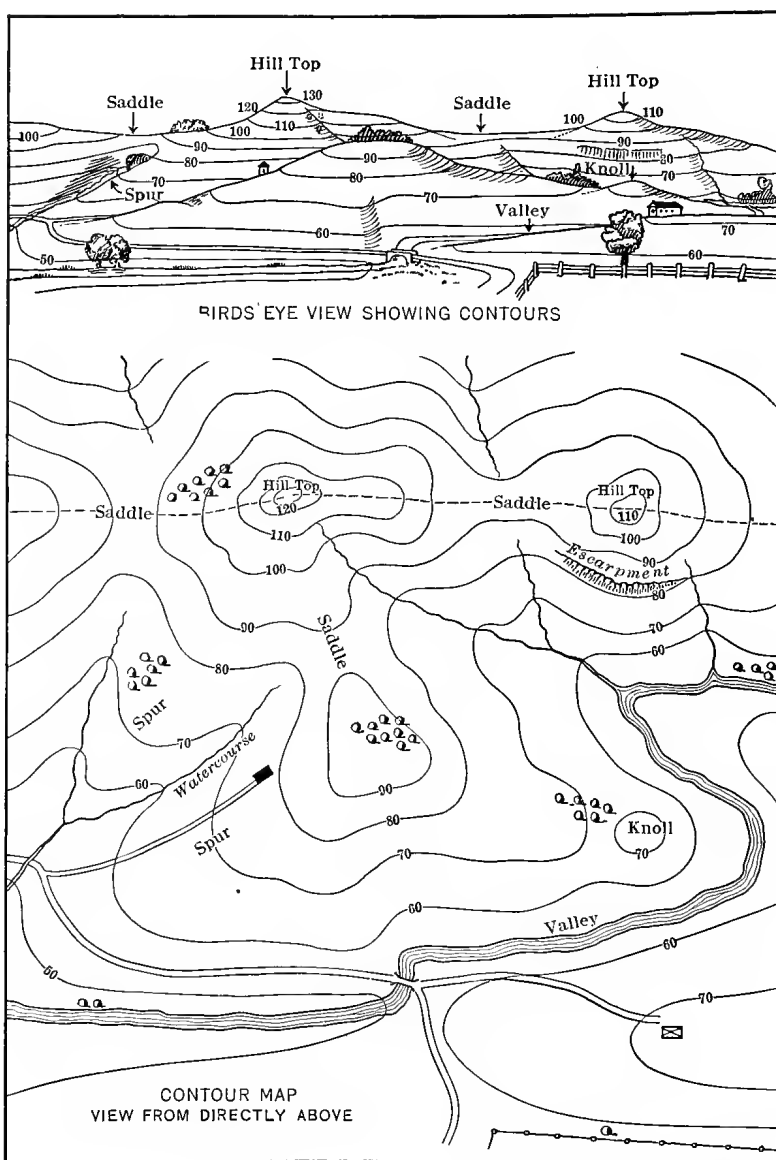 Hill Top
Hill Top
Saddle
120
130
Saddle
100
110
100
90
100
110
90
80
90
80
70
80
70
Knoll
Spur
70
Valley
60
70
50
60
BIRDS' EYE VIEW SHOWING CONTOURS
Hill Top
Hill Top
Saddle
120
Saddle
110
110
100
100
90
Escarpment
80
90
70
Saddle
60
80
Spur
70
60
Watercourse
90
Spur
80
Knoll
70
70
60
Valley
60
50
70
CONTOUR MAP
VIEW FROM DIRECTLY ABOVE